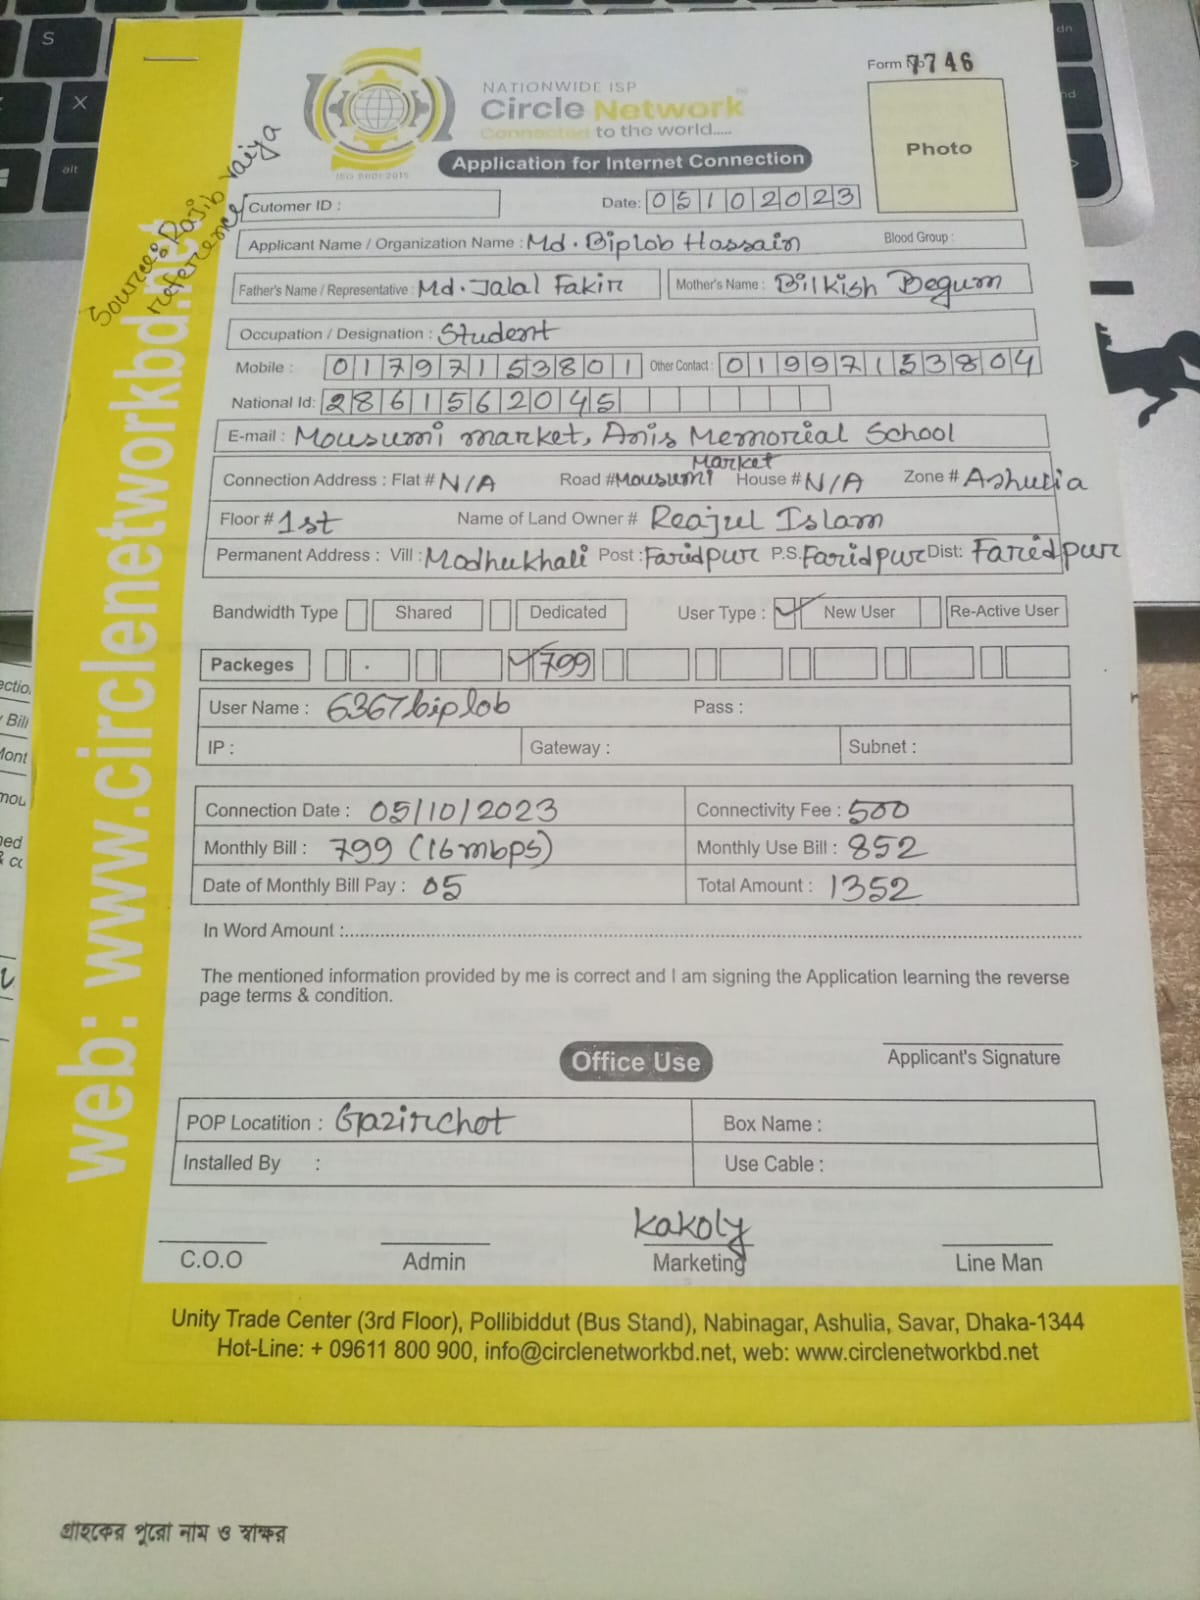 Form No 7746
NATIONWIDE ISP
Circle Network
Connected to the world.....
ISO 9001:2015
Application for Internet Connection
Photo
Source: Rajib vaiya
reference
Cutomer ID :
Date: 05102023
Applicant Name / Organization Name : Md. Biplob Hossain Blood Group :
Father's Name / Representative : Md. Jalal Fakir Mother's Name : Bilkish Begum
Occupation / Designation : Student
Mobile : 01797153801 Other Contact : 01997153804
National Id: 2861562045
E-mail : Mousumi market, Anis Memorial School
Connection Address : Flat # N/A Road # Mousumi Market House # N/A Zone # Ashulia
Floor # 1st Name of Land Owner # Reajul Islam
Permanent Address : Vill : Modhukhali Post : Faridpur P.S. Faridpur Dist: Faridpur
Bandwidth Type Shared Dedicated User Type : New User Re-Active User
Packeges 799
User Name : 6367biplob Pass :
IP : Gateway : Subnet :
Connection Date : 05/10/2023 Connectivity Fee : 500
Monthly Bill : 799 (16mbps) Monthly Use Bill : 852
Date of Monthly Bill Pay : 05 Total Amount : 1352
In Word Amount :
The mentioned information provided by me is correct and I am signing the Application learning the reverse
page terms & condition.
Applicant's Signature
Office Use
POP Locatition : Gazirchot Box Name :
Installed By : Use Cable :
kakoly
C.O.O Admin Marketing Line Man
Unity Trade Center (3rd Floor), Pollibiddut (Bus Stand), Nabinagar, Ashulia, Savar, Dhaka-1344
Hot-Line: + 09611 800 900, info@circlenetworkbd.net, web: www.circlenetworkbd.net
web: www.circlenetworkbd.net
গ্রাহকের পুরো নাম ও স্বাক্ষর